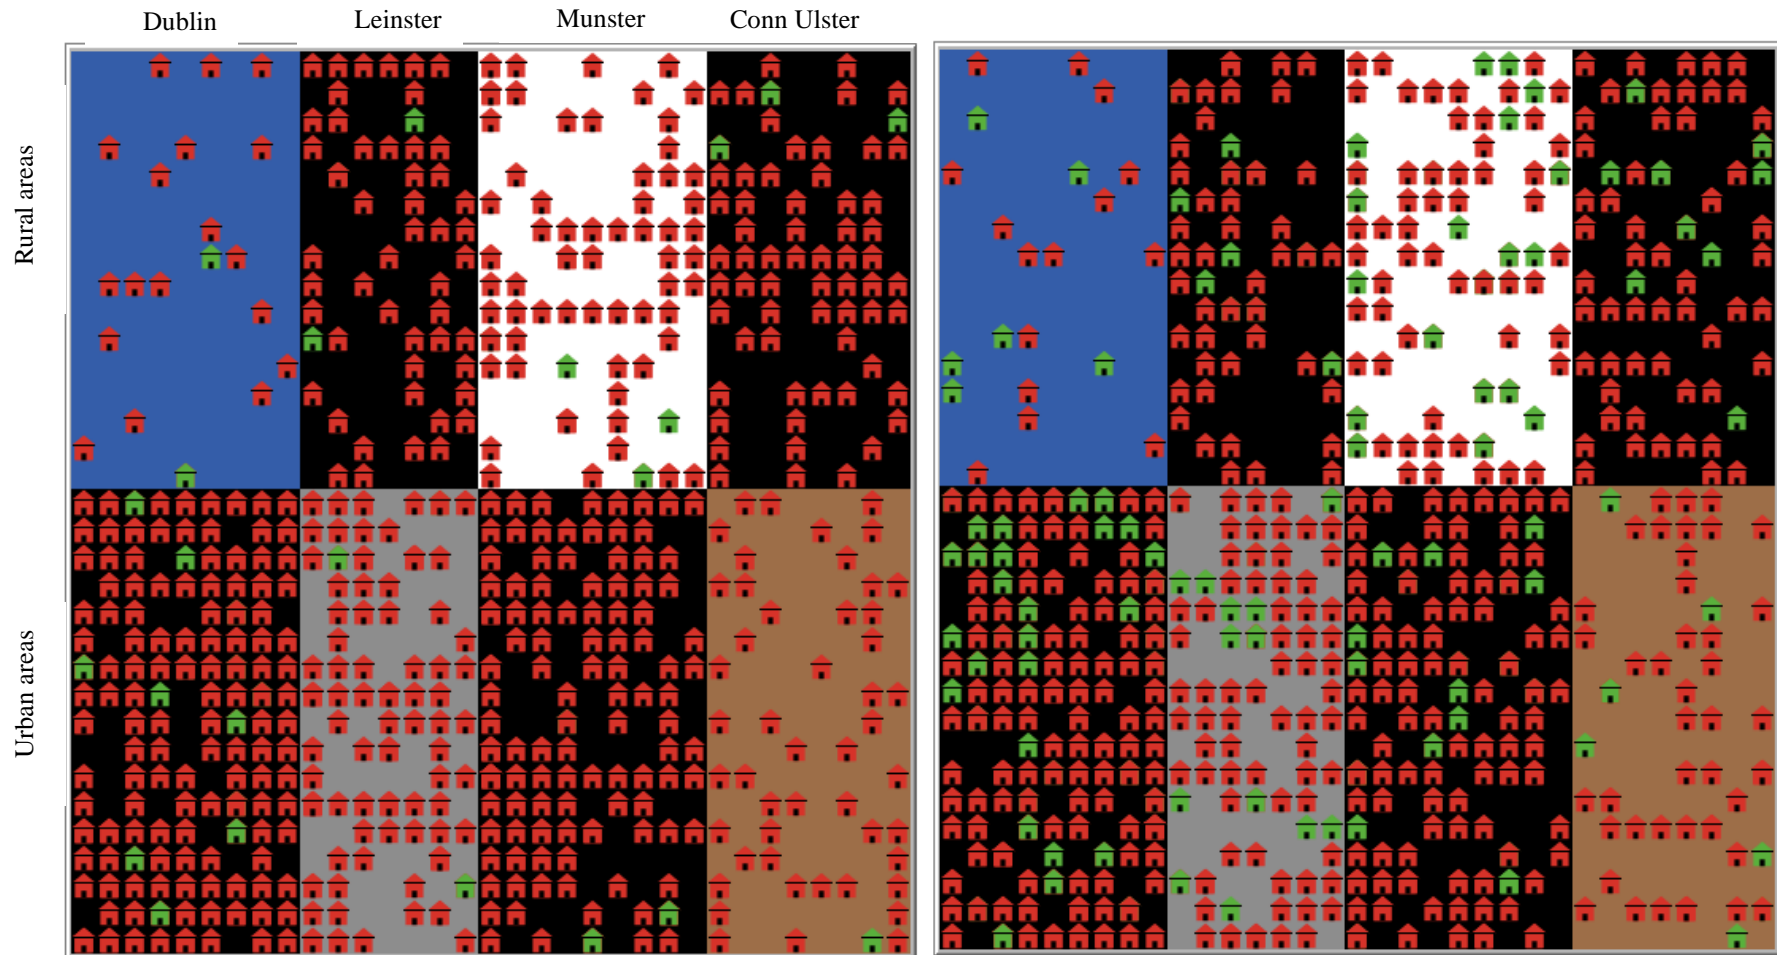 Dublin
Leinster
Munster
Conn Ulster
Rural areas
Urban areas